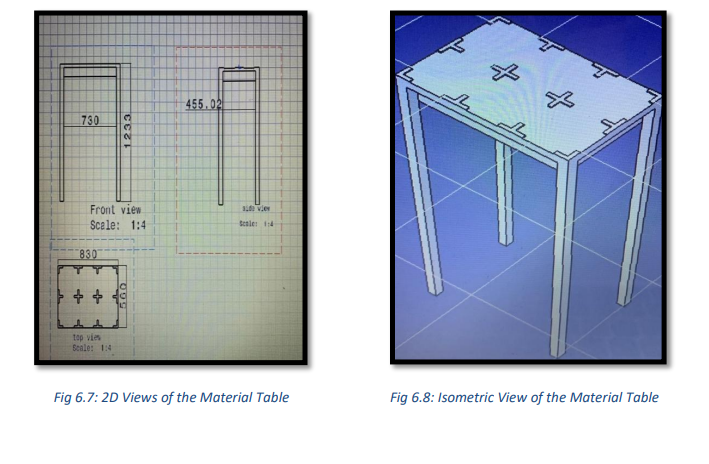 455.02
730
1233
Front view
Scale: 1:4
side view
Scale: 1:4
830
560
top view
Scale: 1:4
Fig 6.7: 2D Views of the Material Table
Fig 6.8: Isometric View of the Material Table